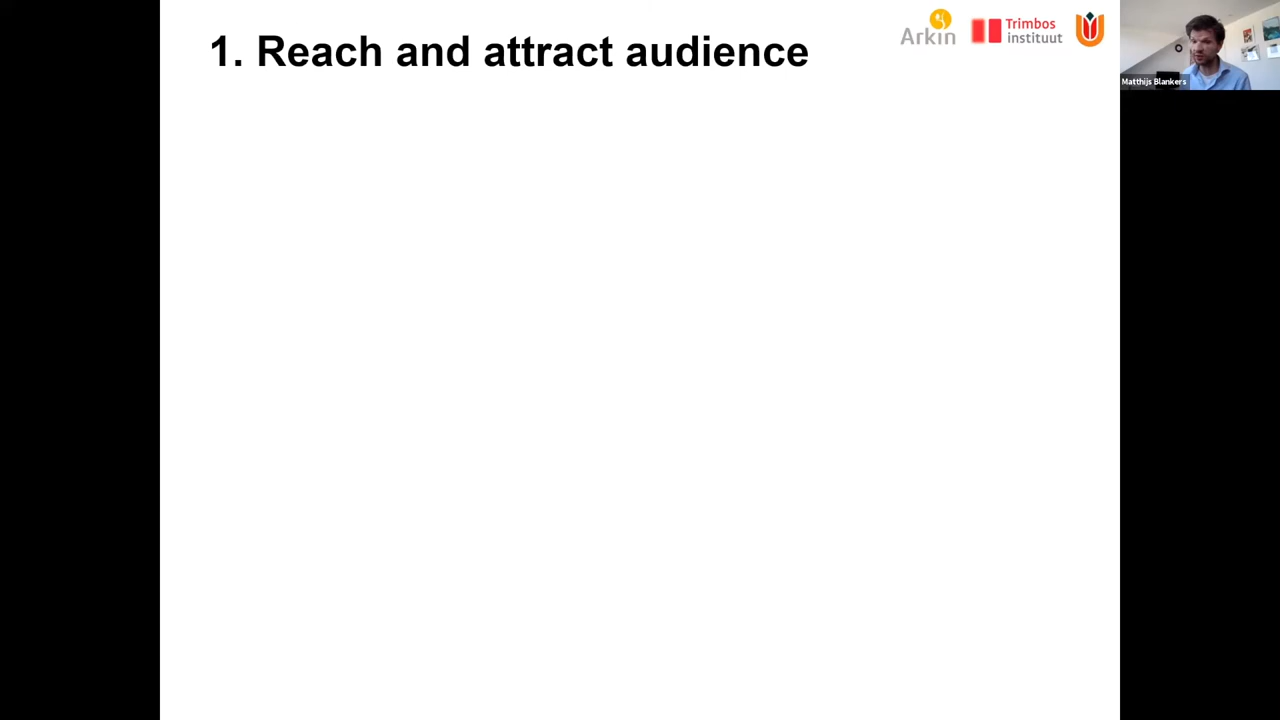 1. Reach and attract audience
Arkin
Trimbos
instituut
Matthijs Blankers